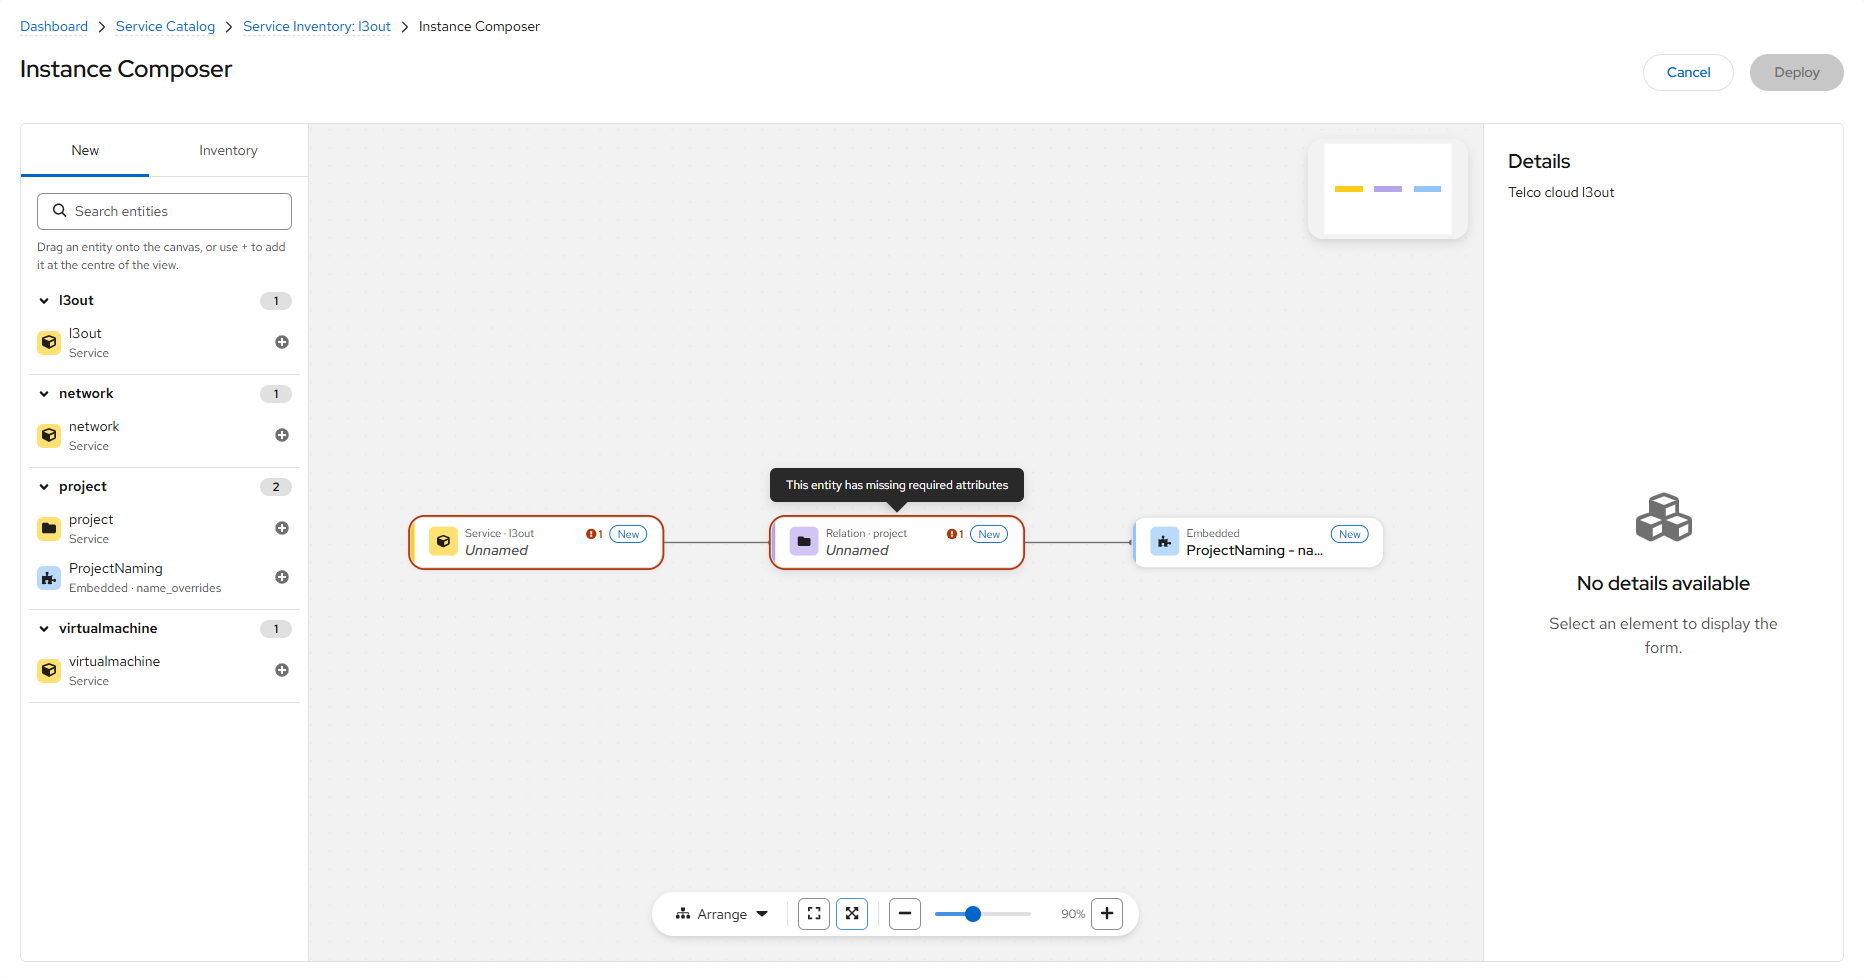 Dashboard > Service Catalog > Service Inventory: l3out > Instance Composer
Instance Composer
Cancel
Deploy
New
Inventory
Search entities
Drag an entity onto the canvas, or use + to add
it at the centre of the view.
l3out
1
l3out
Service
network
1
network
Service
project
2
project
Service
ProjectNaming
Embedded · name_overrides
virtualmachine
1
virtualmachine
Service
This entity has missing required attributes
Service · l3out
1
New
Unnamed
Relation · project
1
New
Unnamed
Embedded
New
ProjectNaming - na...
Arrange
90%
Details
Telco cloud l3out
No details available
Select an element to display the
form.